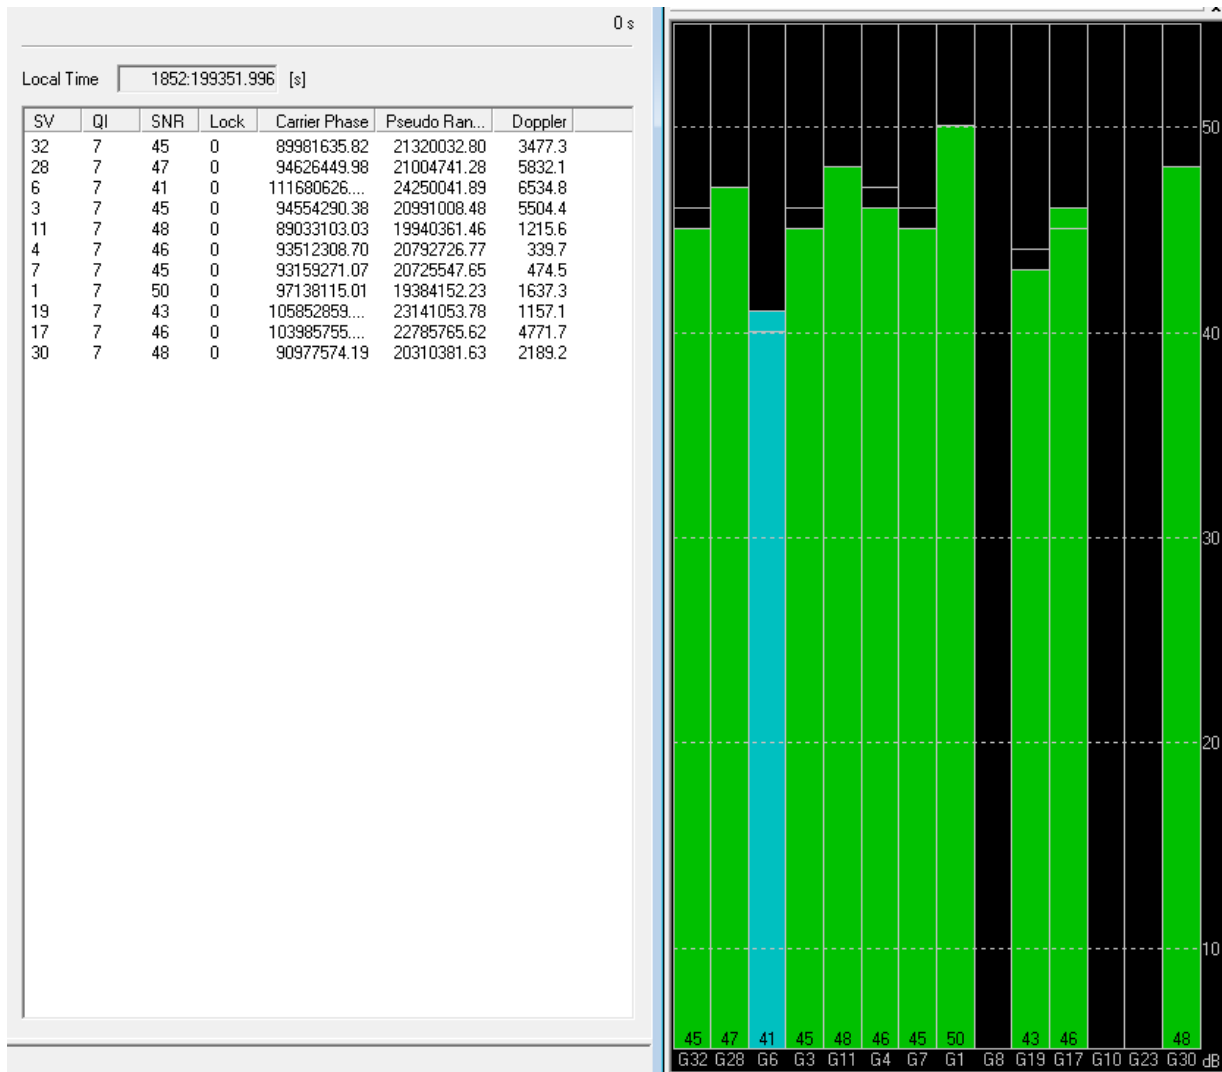 0 s
Local Time 1852:199351.996 [s]
SV QI SNR Lock Carrier Phase Pseudo Ran... Doppler
32 7 45 0 89981635.82 21320032.80 3477.3
28 7 47 0 94626449.98 21004741.28 5832.1
6 7 41 0 111680626.... 24250041.89 6534.8
3 7 45 0 94554290.38 20991008.48 5504.4
11 7 48 0 89033103.03 19940361.46 1215.6
4 7 46 0 93512308.70 20792726.77 339.7
7 7 45 0 93159271.07 20725547.65 474.5
1 7 50 0 97138115.01 19384152.23 1637.3
19 7 43 0 105852859.... 23141053.78 1157.1
17 7 46 0 103985755.... 22785765.62 4771.7
30 7 48 0 90977574.19 20310381.63 2189.2
50
40
30
20
10
45 47 41 45 48 46 45 50 43 46 48
G32 G28 G6 G3 G11 G4 G7 G1 G8 G19 G17 G10 G23 G30 dB